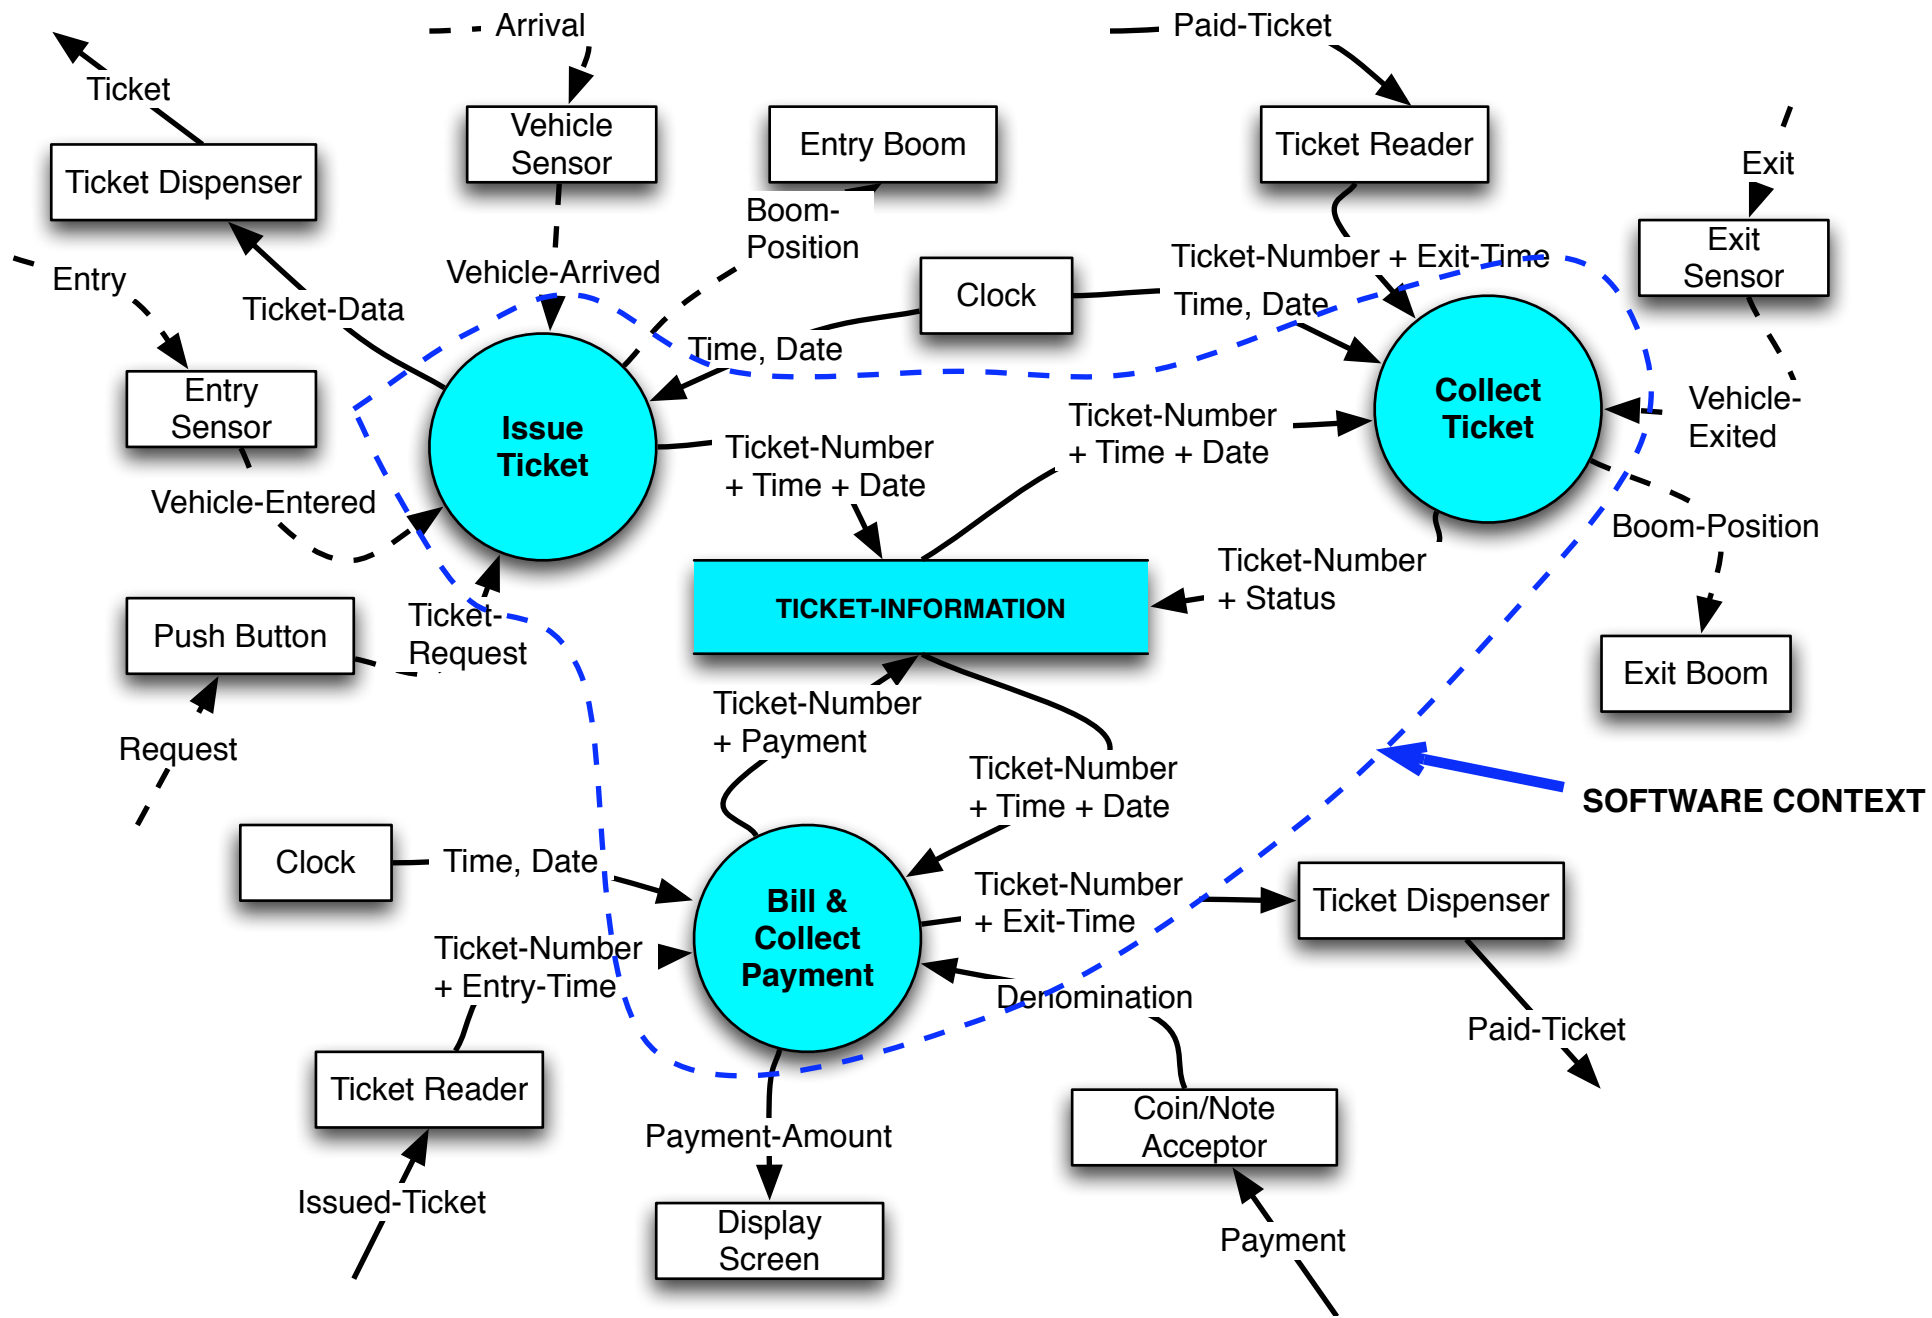 Arrival
Paid-Ticket
Ticket
Vehicle
Sensor
Entry Boom
Ticket Reader
Exit
Ticket Dispenser
Boom-
Position
Exit
Sensor
Entry
Vehicle-Arrived
Ticket-Number + Exit-Time
Clock
Time, Date
Ticket-Data
Time, Date
Entry
Sensor
Issue
Ticket
Collect
Ticket
Vehicle-
Exited
Ticket-Number
+ Time + Date
Ticket-Number
+ Time + Date
Vehicle-Entered
Boom-Position
Ticket-Number
+ Status
TICKET-INFORMATION
Push Button
Ticket-
Request
Exit Boom
Request
Ticket-Number
+ Payment
Ticket-Number
+ Time + Date
SOFTWARE CONTEXT
Clock
Time, Date
Bill &
Collect
Payment
Ticket-Number
+ Exit-Time
Ticket Dispenser
Ticket-Number
+ Entry-Time
Denomination
Paid-Ticket
Ticket Reader
Coin/Note
Acceptor
Payment-Amount
Issued-Ticket
Display
Screen
Payment